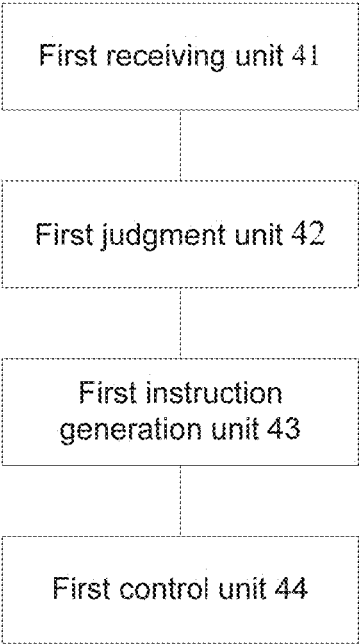 First receiving unit 41
First judgment unit 42
First instruction
generation unit 43
First control unit 44